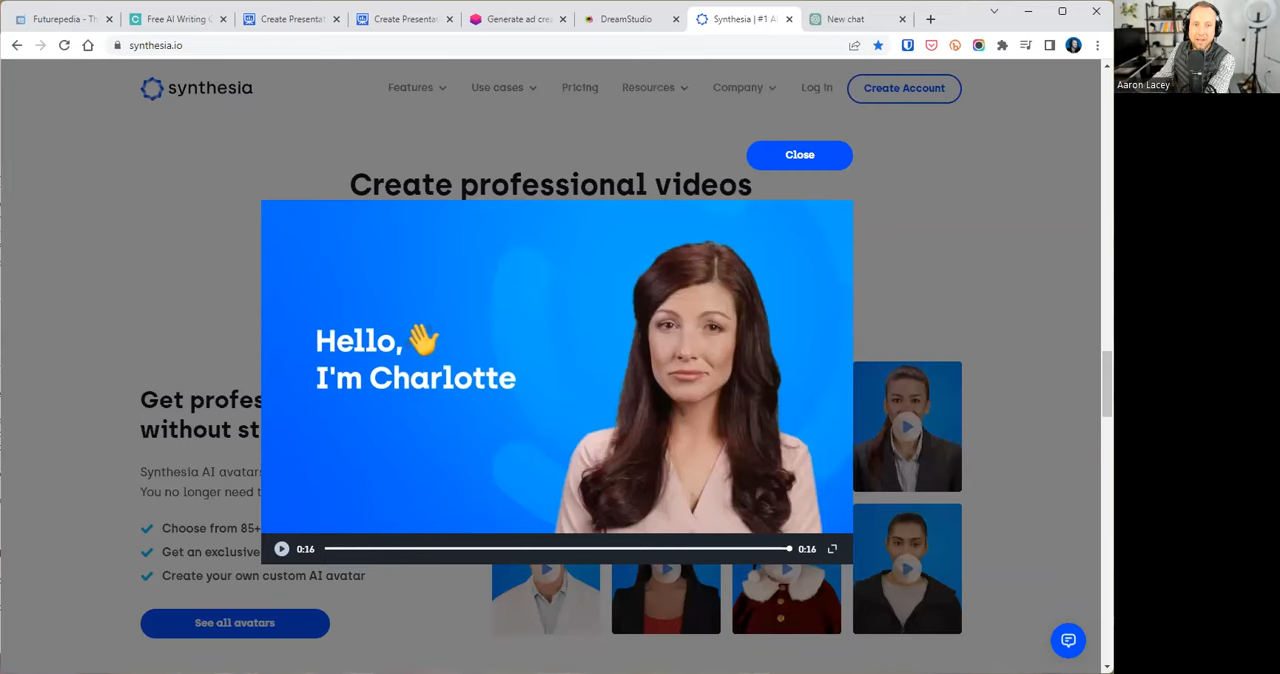 Futurepedia - Th
Free AI Writing
Create Presentat
Create Presentat
Generate ad crea
DreamStudio
Synthesia | #1 A
New chat
synthesia.io
Aaron Lacey
synthesia
Features
Use cases
Pricing
Resources
Company
Log in
Create Account
Close
Create professional videos
Hello,👋
I'm Charlotte
Get profes
without st
Synthesia AI avatars
You no longer need t
Choose from 85+
Get an exclusive
Create your own custom AI avatar
0:16
0:16
See all avatars